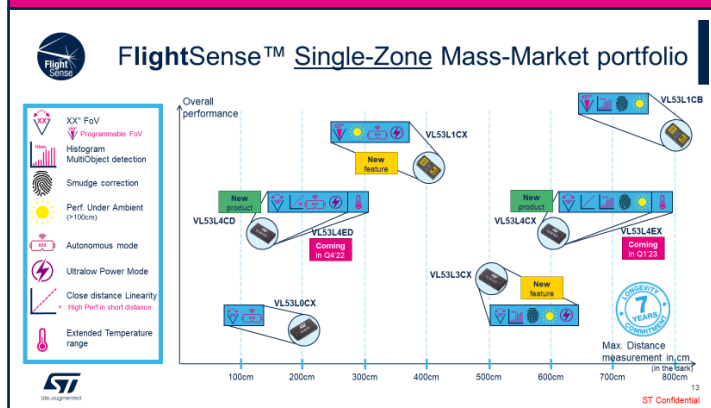 Flight
Sense
FlightSense™ Single-Zone Mass-Market portfolio
XX° FoV
Programmable FoV
Histogram
MultiObject detection
Smudge correction
Perf. Under Ambient
(>100cm)
Autonomous mode
Ultralow Power Mode
Close distance Linearity
+ High Perf in short distance
Extended Temperature
range
Overall
performance
VL53L1CB
VL53L1CX
New
feature
New
product
VL53L4CD
VL53L4ED
Coming
in Q4'22
New
product
VL53L4CX
VL53L4EX
Coming
in Q1'23
VL53L3CX
New
feature
VL53L0CX
LONGEVITY
7
YEARS
COMMITMENT
Max. Distance
measurement in cm
(in the dark)
100cm 200cm 300cm 400cm 500cm 600cm 700cm 800cm
13
ST Confidential
ST
life.augmented